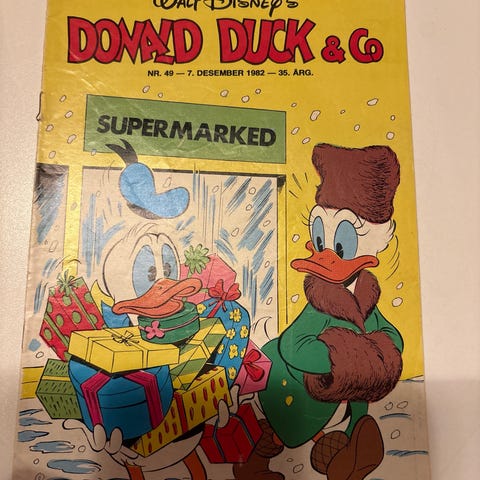 Walt Disney's
DONALD DUCK & Co
NR. 49 — 7. DESEMBER 1982 — 35. ÅRG.
SUPERMARKED